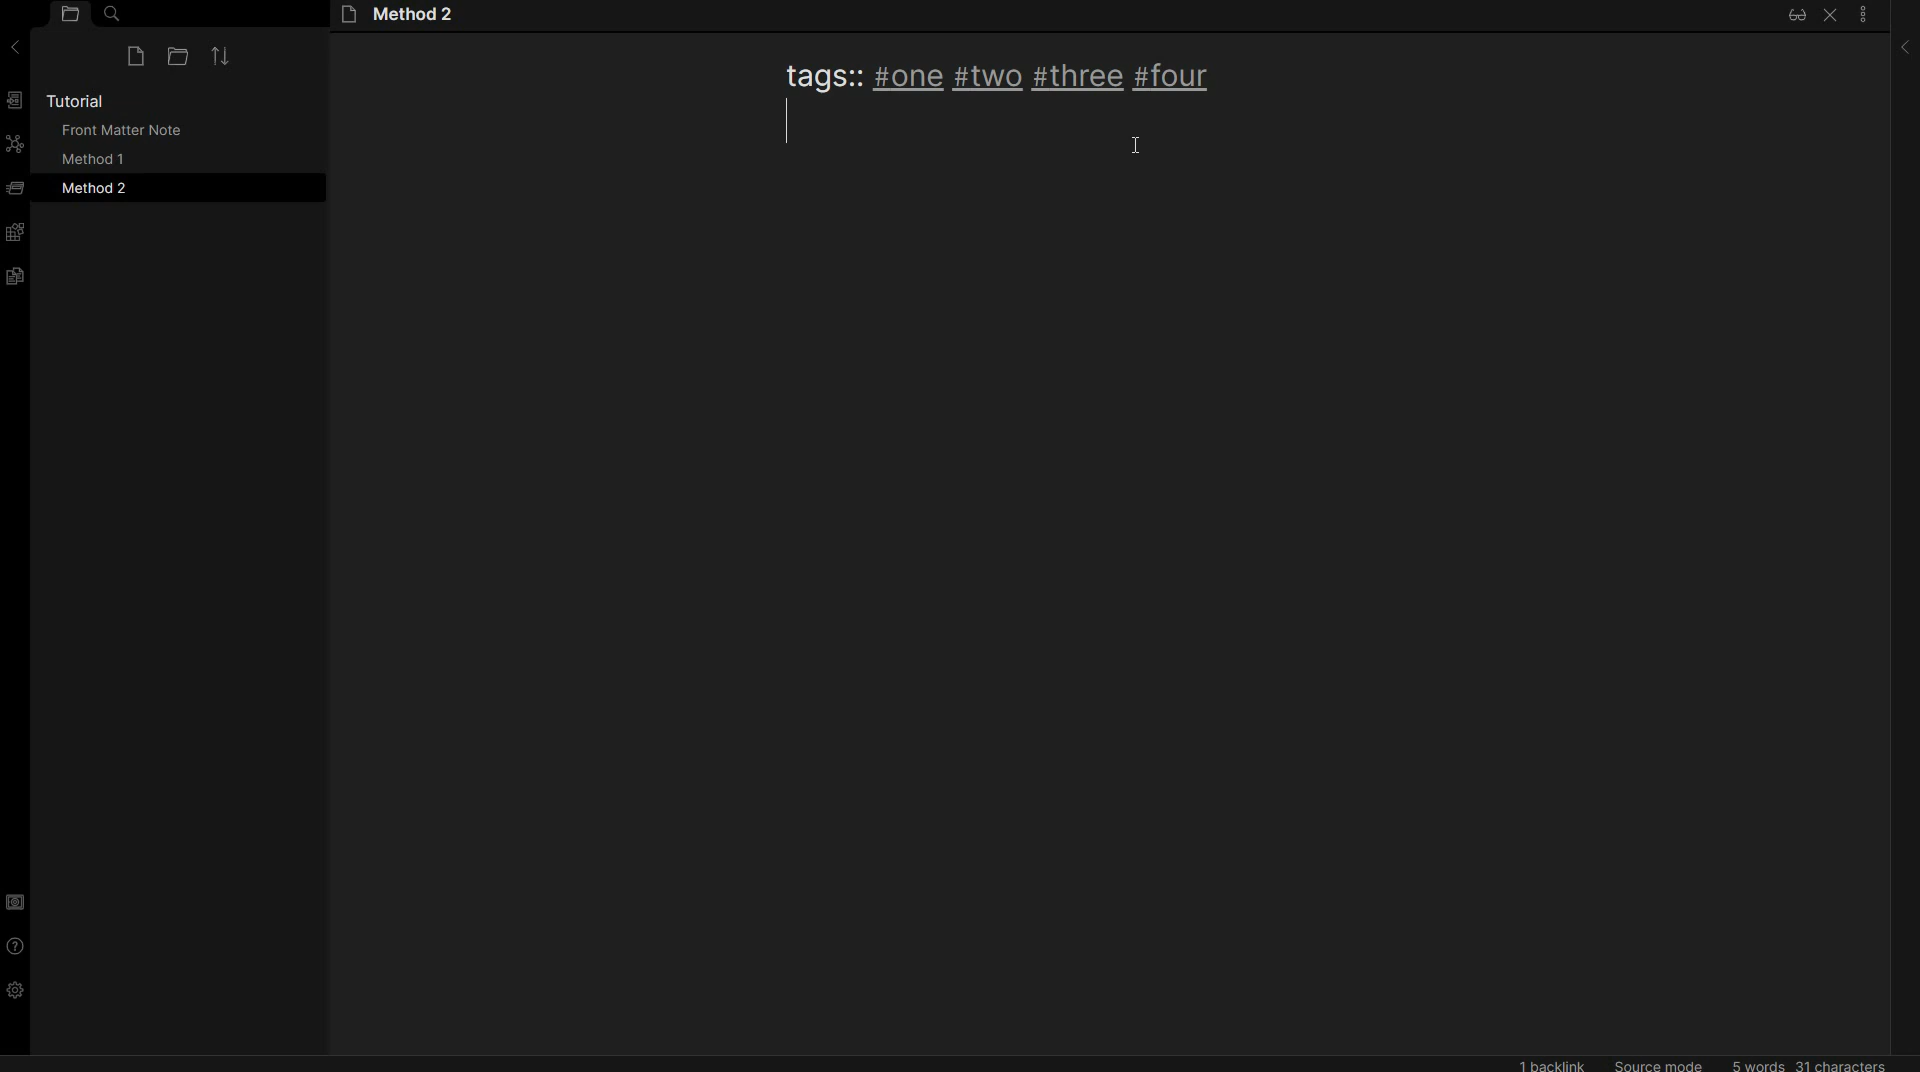 Method 2
Tutorial
Front Matter Note
Method 1
Method 2
tags:: #one #two #three #four
1 backlink Source mode 5 words 31 characters